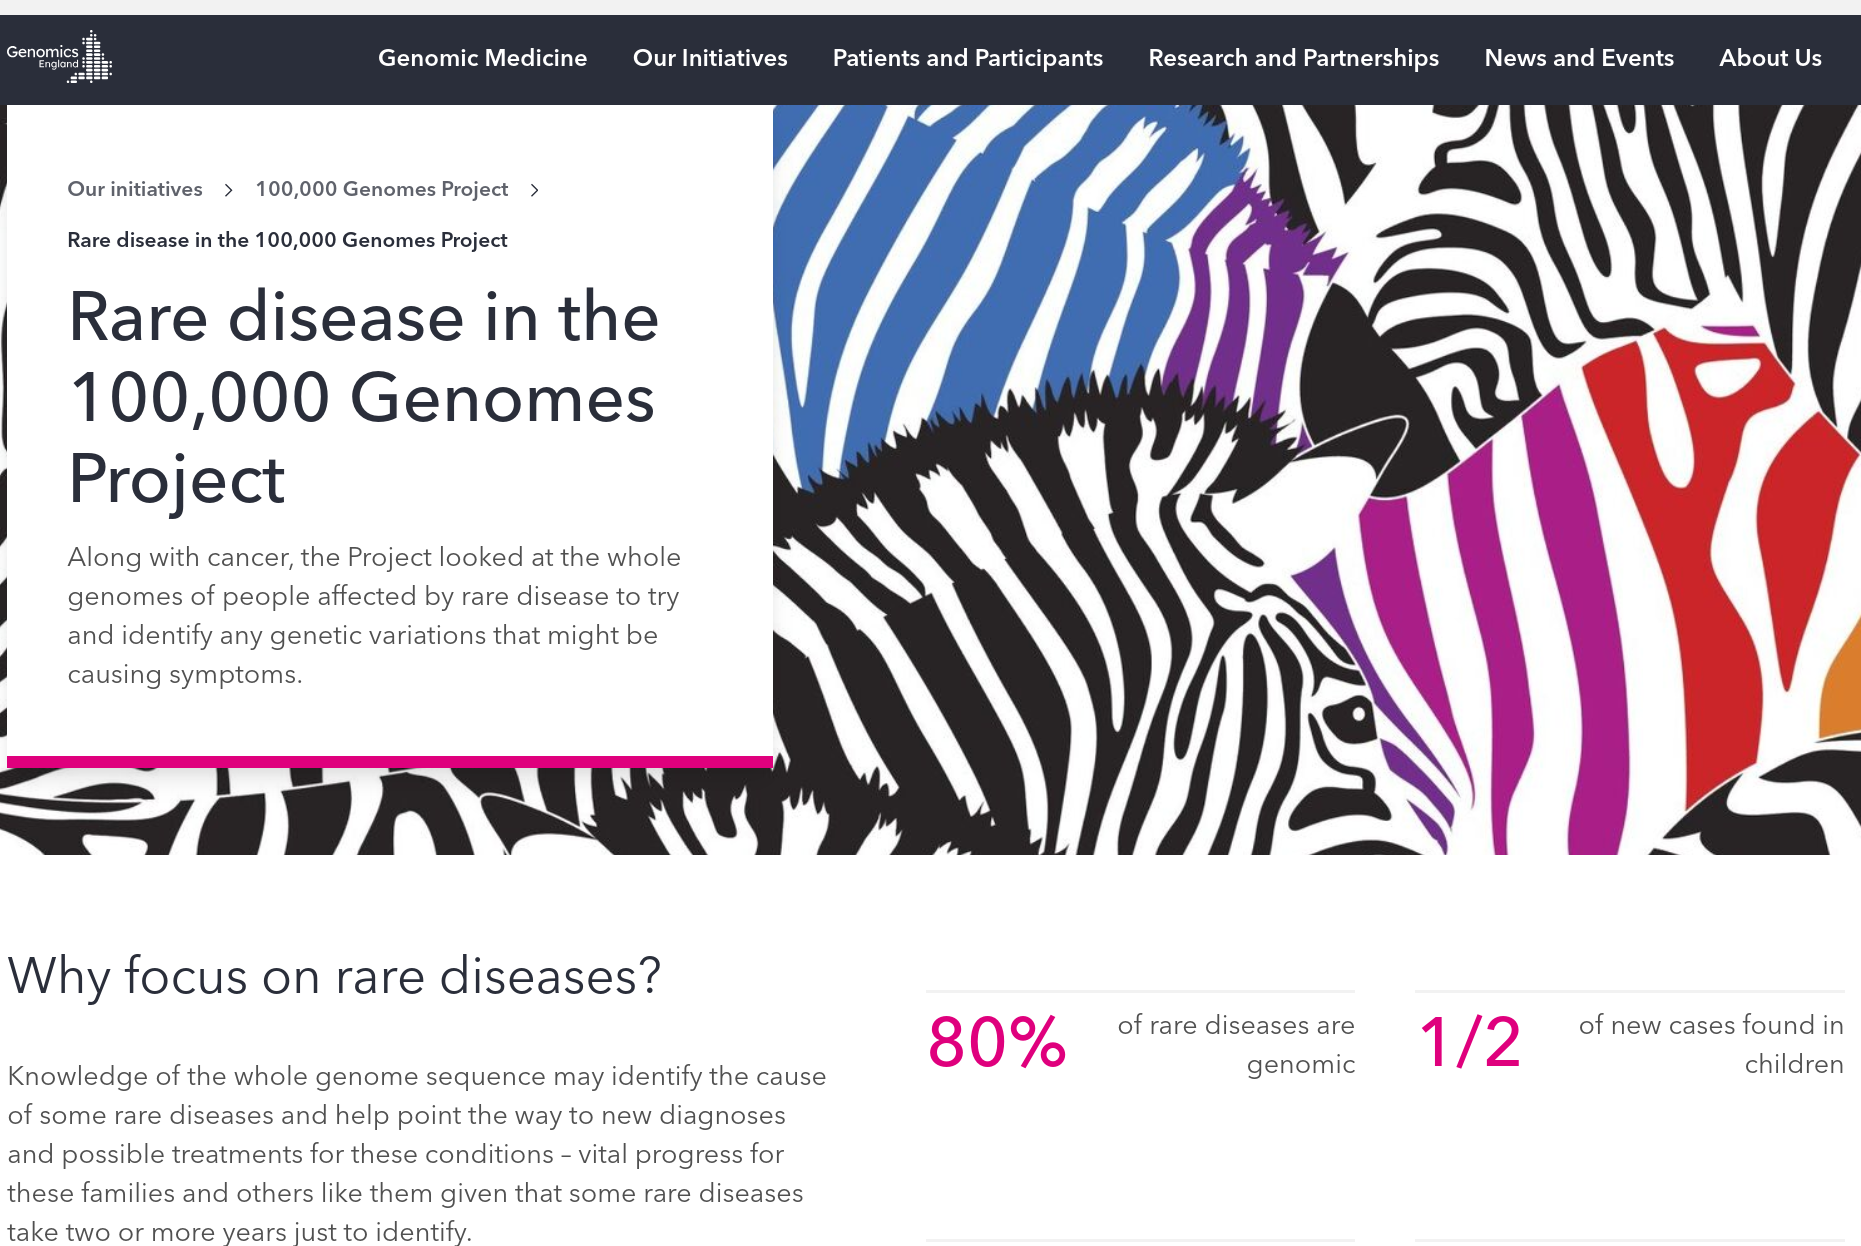 Genomics
England
Genomic Medicine
Our Initiatives
Patients and Participants
Research and Partnerships
News and Events
About Us
Our initiatives
100,000 Genomes Project
Rare disease in the 100,000 Genomes Project
Rare disease in the
100,000 Genomes
Project
Along with cancer, the Project looked at the whole
genomes of people affected by rare disease to try
and identify any genetic variations that might be
causing symptoms.
Why focus on rare diseases?
Knowledge of the whole genome sequence may identify the cause
of some rare diseases and help point the way to new diagnoses
and possible treatments for these conditions – vital progress for
these families and others like them given that some rare diseases
take two or more years just to identify.
80%
of rare diseases are
genomic
1/2
of new cases found in
children